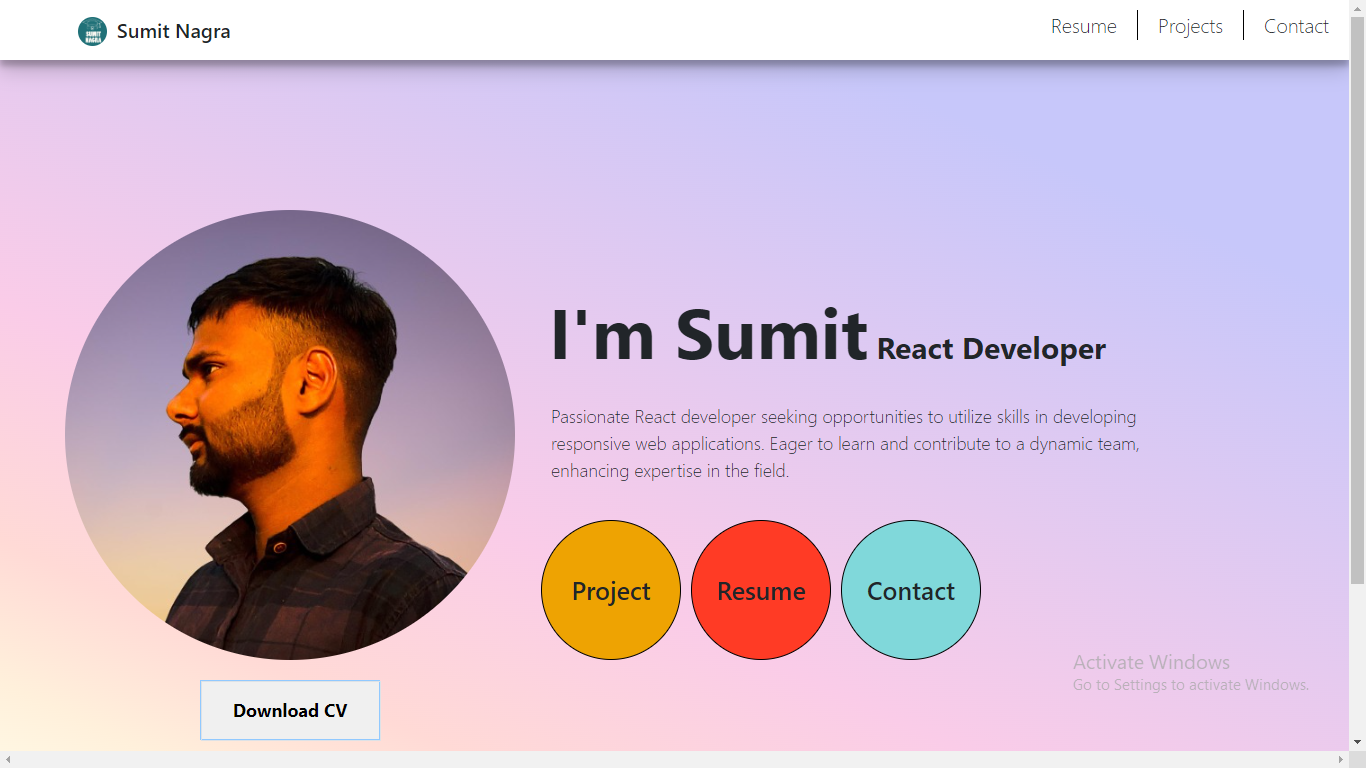 SUMIT
NAGRA
Sumit Nagra
Resume
Projects
Contact
I'm Sumit React Developer
Passionate React developer seeking opportunities to utilize skills in developing
responsive web applications. Eager to learn and contribute to a dynamic team,
enhancing expertise in the field.
Project
Resume
Contact
Activate Windows
Go to Settings to activate Windows.
Download CV